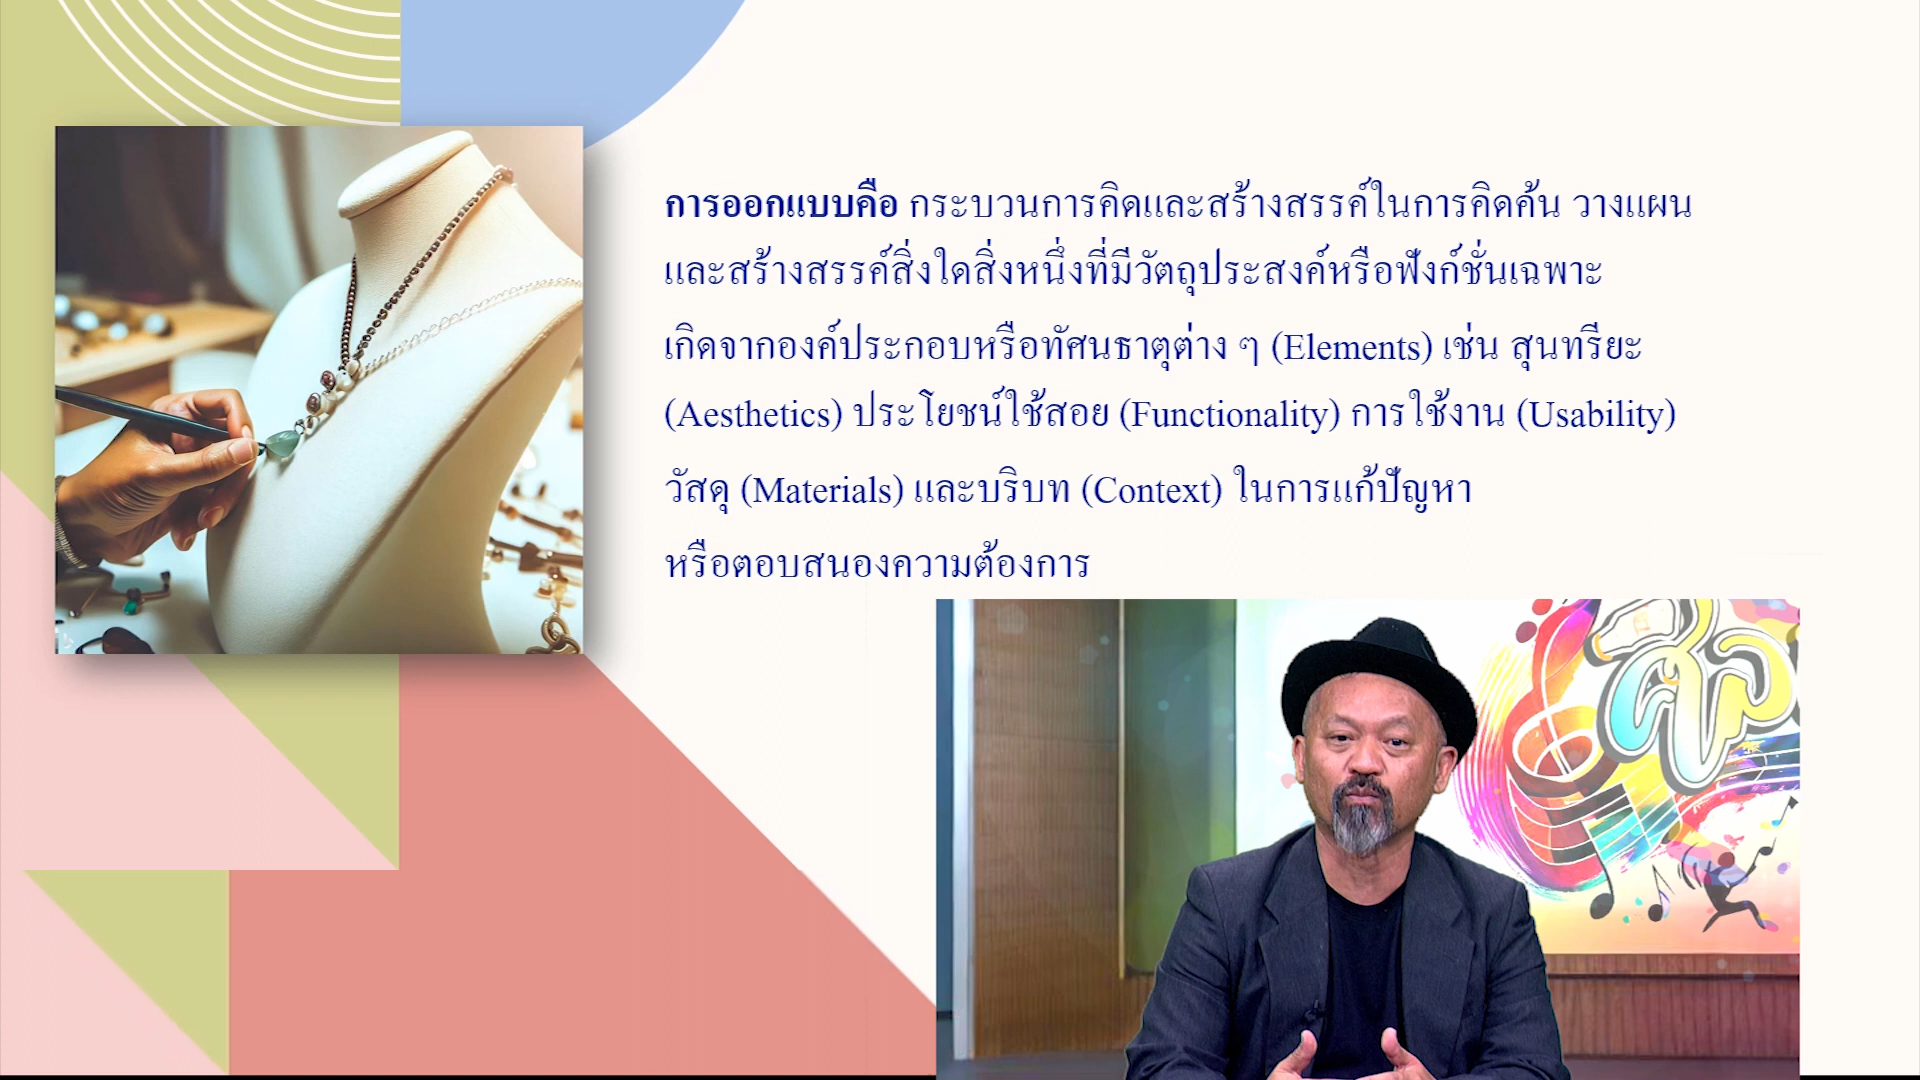 การออกแบบคือ กระบวนการคิดและสร้างสรรค์ในการคิดค้น วางแผน
และสร้างสรรค์สิ่งใดสิ่งหนึ่งที่มีวัตถุประสงค์หรือฟังก์ชั่นเฉพาะ
เกิดจากองค์ประกอบหรือทัศนธาตุต่าง ๆ (Elements) เช่น สุนทรียะ
(Aesthetics) ประโยชน์ใช้สอย (Functionality) การใช้งาน (Usability)
วัสดุ (Materials) และบริบท (Context) ในการแก้ปัญหา
หรือตอบสนองความต้องการ